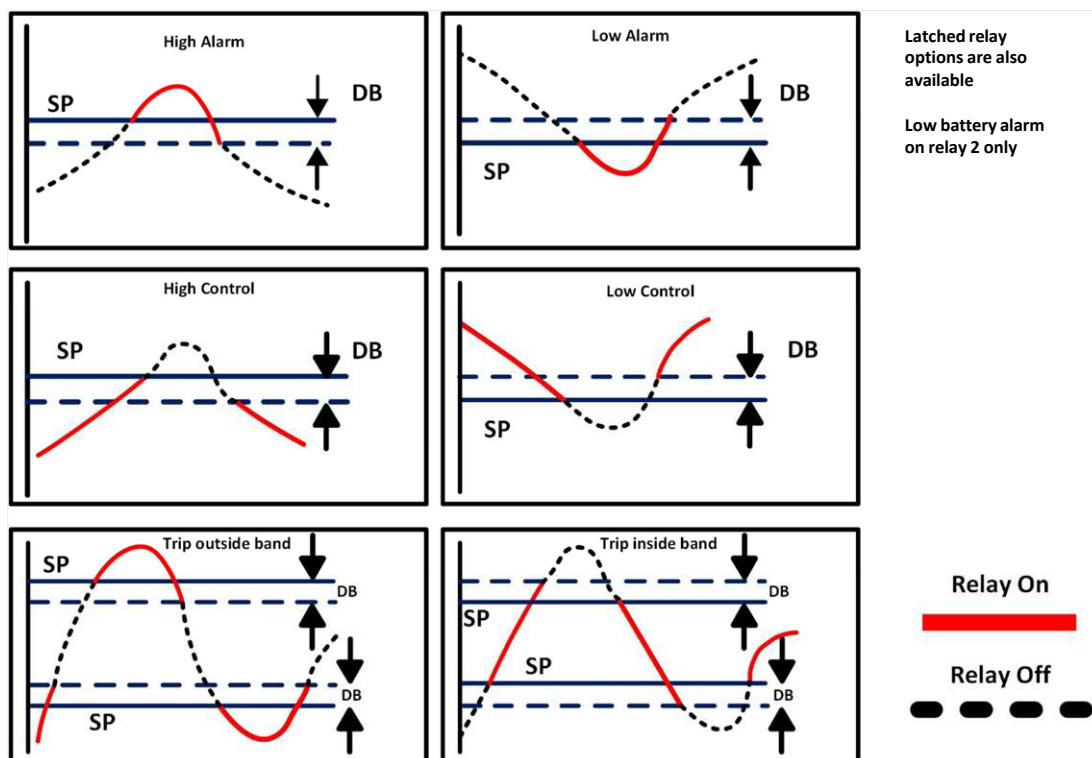 High Alarm
SP
DB
Low Alarm
DB
SP
Latched relay
options are also
available
Low battery alarm
on relay 2 only
High Control
SP
DB
Low Control
DB
SP
Trip outside band
SP
DB
DB
SP
Trip inside band
DB
SP
SP
DB
Relay On
Relay Off